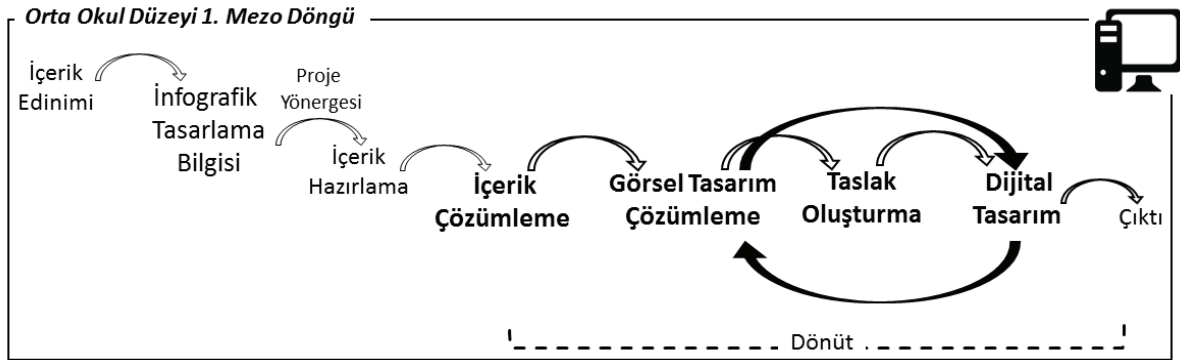 Orta Okul Düzeyi 1. Mezo Döngü
İçerik
Edinimi
İnfografik
Tasarlama
Bilgisi
Proje
Yönergesi
İçerik
Hazırlama
İçerik
Çözümleme
Görsel Tasarım
Çözümleme
Taslak
Oluşturma
Dijital
Tasarım
Çıktı
Dönüt